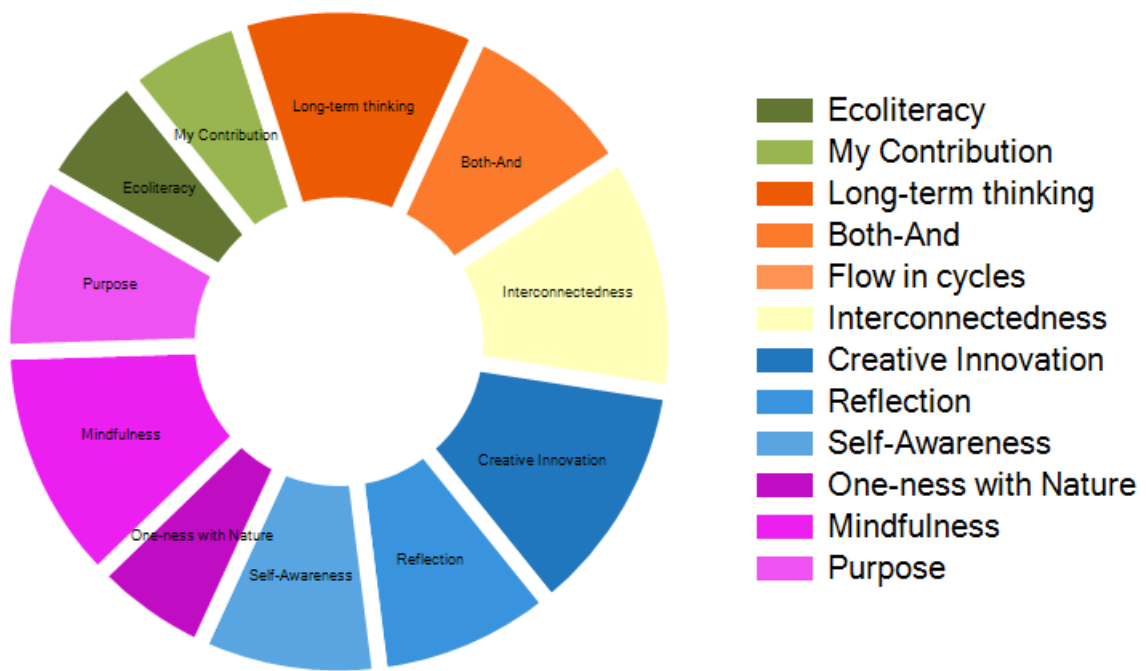 Long-term thinking
My Contribution
Both-And
Ecoliteracy
Purpose
Interconnectedness
Mindfulness
Creative Innovation
One-ness with Nature
Reflection
Self-Awareness
Ecoliteracy
My Contribution
Long-term thinking
Both-And
Flow in cycles
Interconnectedness
Creative Innovation
Reflection
Self-Awareness
One-ness with Nature
Mindfulness
Purpose